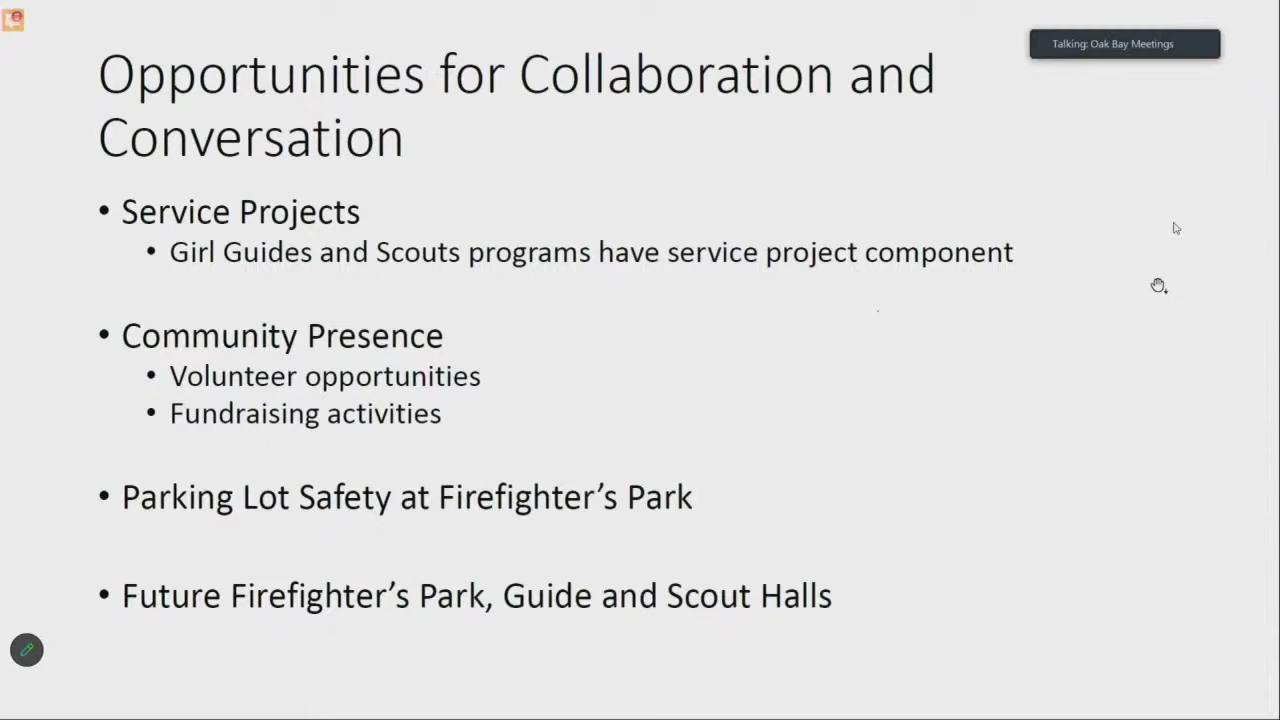 Talking: Oak Bay Meetings
Opportunities for Collaboration and
Conversation
• Service Projects
• Girl Guides and Scouts programs have service project component
• Community Presence
• Volunteer opportunities
• Fundraising activities
• Parking Lot Safety at Firefighter’s Park
• Future Firefighter’s Park, Guide and Scout Halls